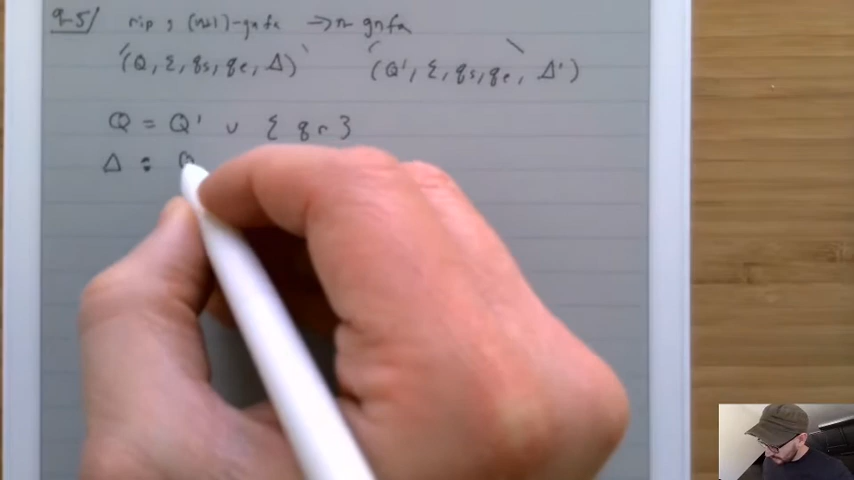 9-5/ rip : (n+1)-gnfa → n gnfa
(Q, Σ, qs, qe, Δ) (Q', Σ, qs, qe, Δ')
Q = Q' ∪ { qr }
Δ : Q